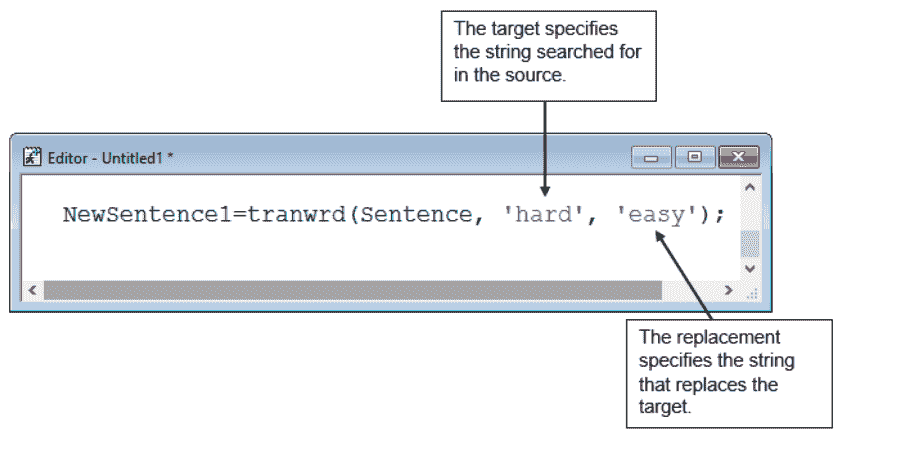 The target specifies
the string searched for
in the source.
Editor - Untitled1 *
NewSentence1=tranwrd(Sentence, 'hard', 'easy');
The replacement
specifies the string
that replaces the
target.